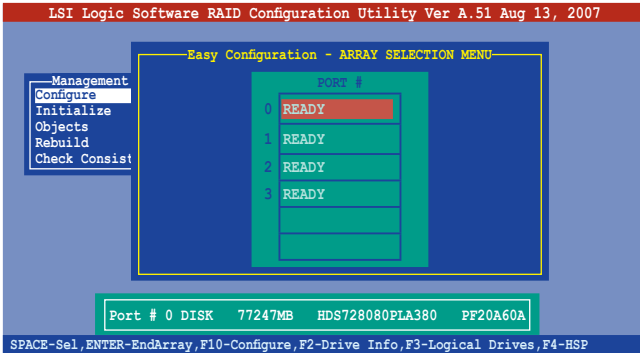 LSI Logic Software RAID Configuration Utility Ver A.51 Aug 13, 2007
Easy Configuration - ARRAY SELECTION MENU
Management
Configure
Initialize
Objects
Rebuild
Check Consist
PORT #
0 READY
1 READY
2 READY
3 READY
Port # 0 DISK 77247MB HDS728080PLA380 PF20A60A
SPACE-Sel,ENTER-EndArray,F10-Configure,F2-Drive Info,F3-Logical Drives,F4-HSP